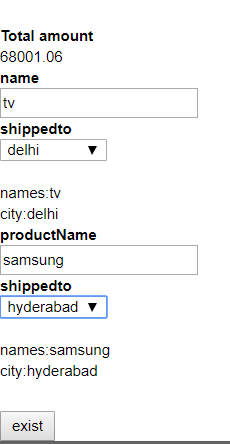 Total amount
68001.06
name
tv
shippedto
delhi
names:tv
city:delhi
productName
samsung
shippedto
hyderabad
names:samsung
city:hyderabad
exist